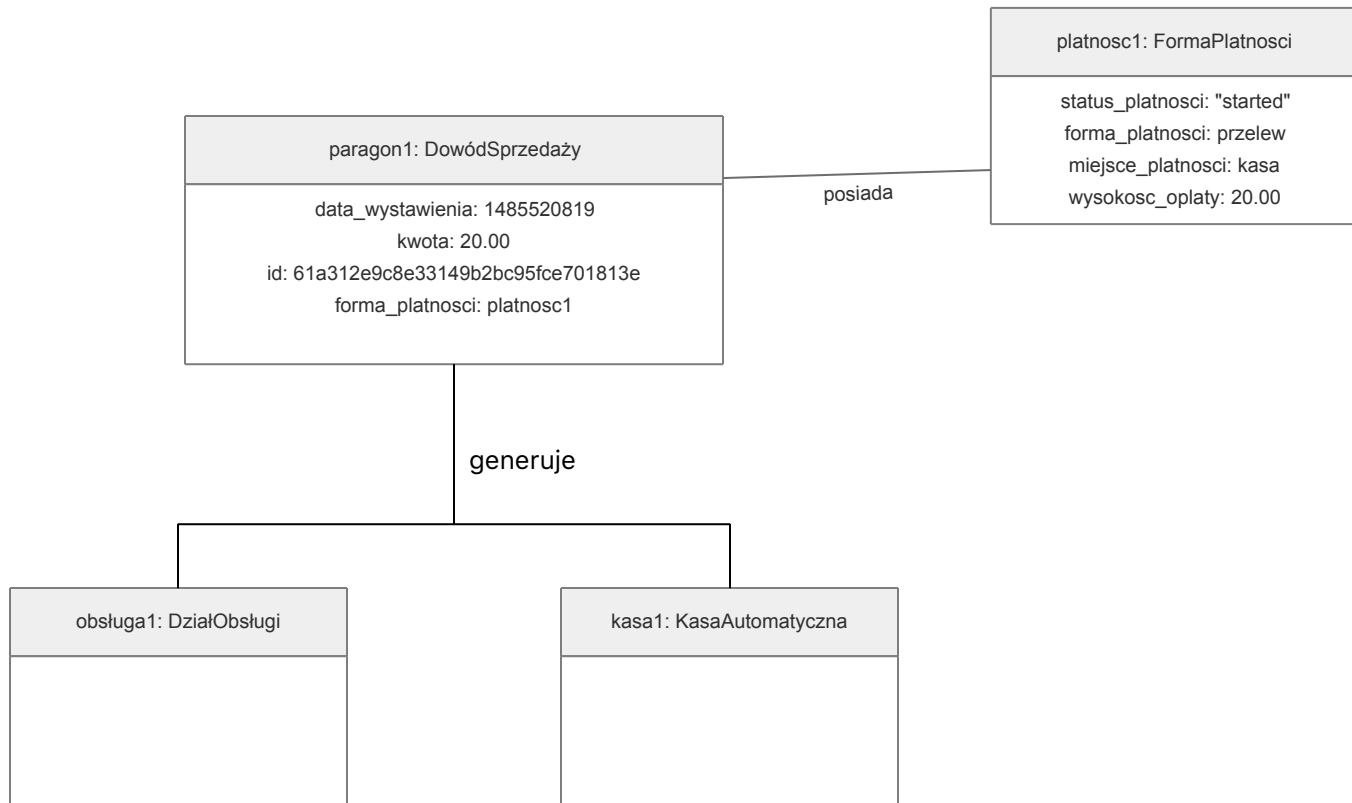 platnosc1: FormaPlatnosci
status_platnosci: "started"
forma_platnosci: przelew
miejsce_platnosci: kasa
wysokosc_oplaty: 20.00
paragon1: DowódSprzedaży
data_wystawienia: 1485520819
kwota: 20.00
id: 61a312e9c8e33149b2bc95fce701813e
forma_platnosci: platnosc1
posiada
generuje
obsługa1: DziałObsługi
kasa1: KasaAutomatyczna